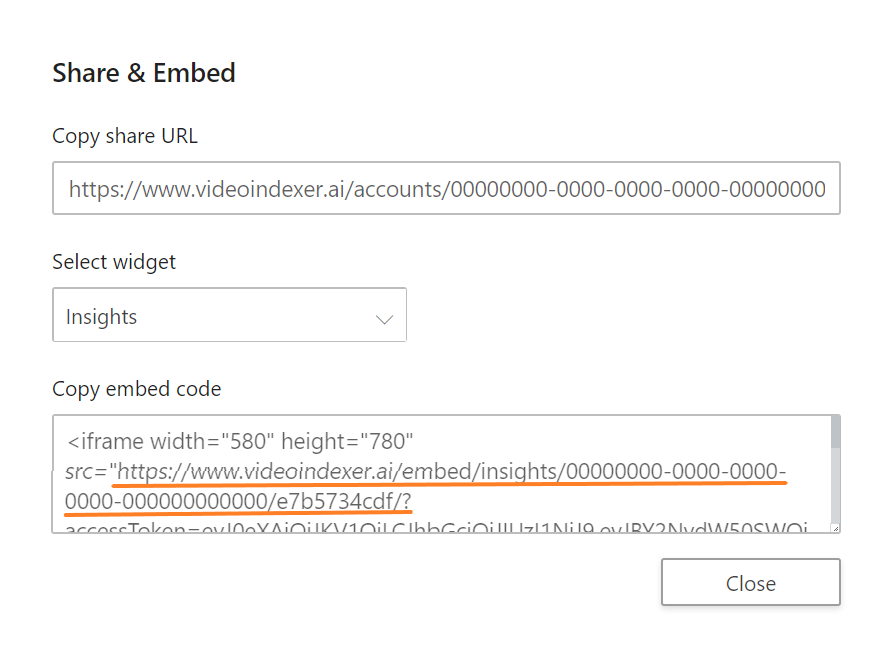 Share & Embed
Copy share URL
https://www.videoindexer.ai/accounts/00000000-0000-0000-0000-00000000
Select widget
Insights
Copy embed code
<iframe width="580" height="780"
src="https://www.videoindexer.ai/embed/insights/00000000-0000-0000-
0000-000000000000/e7b5734cdf/?
Close